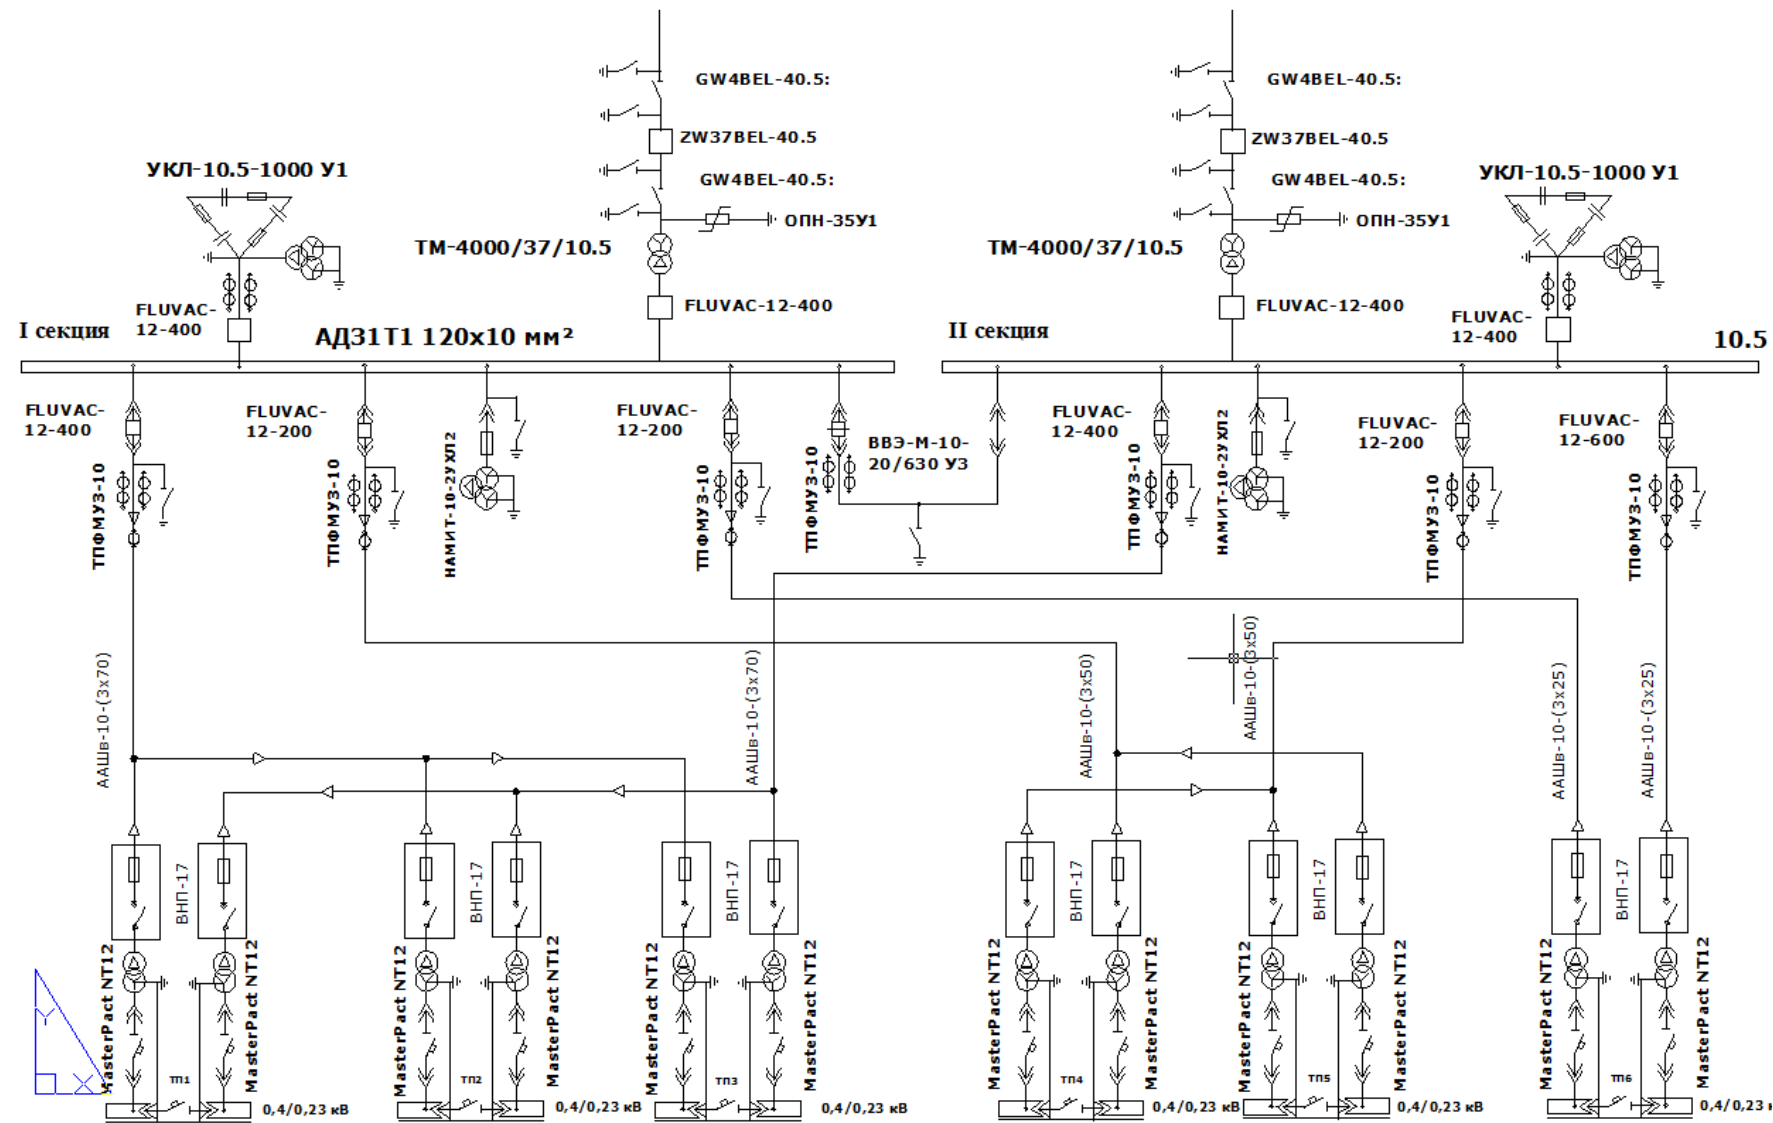 GW4BEL-40.5:
GW4BEL-40.5:
ZW37BEL-40.5
ZW37BEL-40.5
УКЛ-10.5-1000 У1
УКЛ-10.5-1000 У1
GW4BEL-40.5:
GW4BEL-40.5:
ОПН-35У1
ОПН-35У1
ТМ-4000/37/10.5
ТМ-4000/37/10.5
FLUVAC-
12-400
FLUVAC-12-400
FLUVAC-12-400
FLUVAC-
12-400
I секция
АД31Т1 120х10 мм²
II секция
10.5
FLUVAC-
12-400
FLUVAC-
12-200
FLUVAC-
12-200
ВВЭ-М-10-
20/630 УЗ
FLUVAC-
12-400
FLUVAC-
12-200
FLUVAC-
12-600
ТПФМУЗ-10
ТПФМУЗ-10
НАМИТ-10-2УХЛ2
ТПФМУЗ-10
ТПФМУЗ-10
ТПФМУЗ-10
НАМИТ-10-2УХЛ2
ТПФМУЗ-10
ТПФМУЗ-10
ААШв-10-(3х70)
ААШв-10-(3х70)
ААШв-10-(3х50)
ААШв-10-(3х50)
ААШв-10-(3х25)
ААШв-10-(3х25)
ВНП-17
ВНП-17
ВНП-17
ВНП-17
ВНП-17
ВНП-17
MasterPact NT12
MasterPact NT12
MasterPact NT12
MasterPact NT12
MasterPact NT12
MasterPact NT12
MasterPact NT12
MasterPact NT12
MasterPact NT12
MasterPact NT12
MasterPact NT12
MasterPact NT12
Y
X
ТП1
ТП2
ТП3
ТП4
ТП5
ТП6
0,4/0,23 кВ
0,4/0,23 кВ
0,4/0,23 кВ
0,4/0,23 кВ
0,4/0,23 кВ
0,4/0,23 к